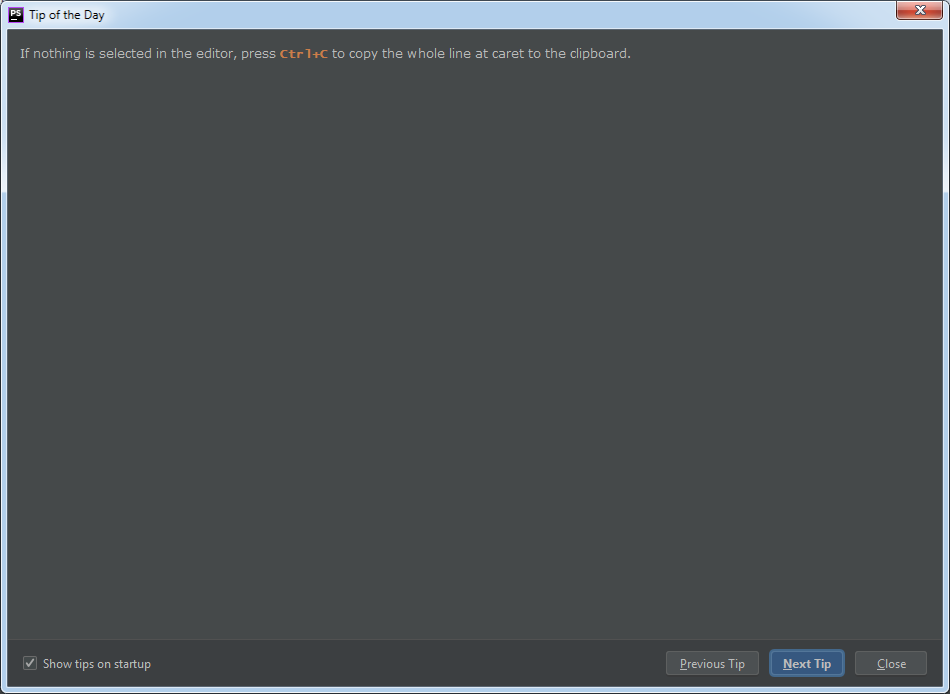 PS Tip of the Day
If nothing is selected in the editor, press Ctrl+C to copy the whole line at caret to the clipboard.
Show tips on startup Previous Tip Next Tip Close